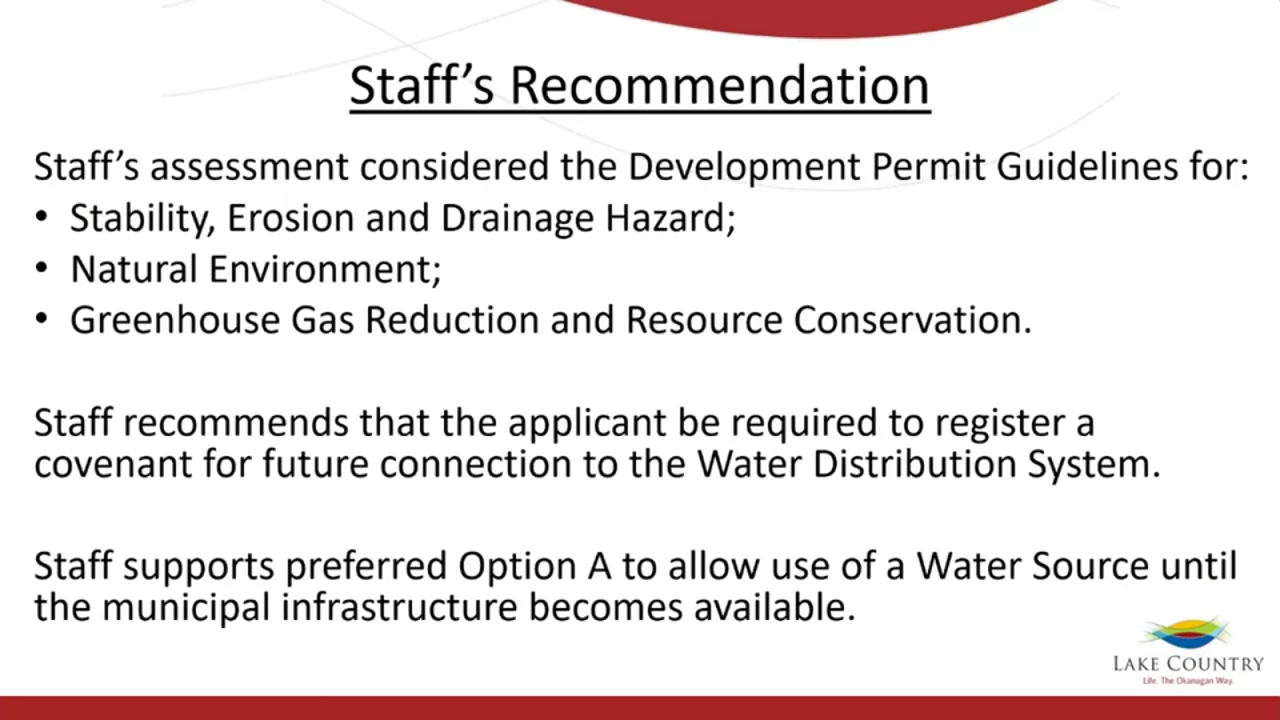 Staff's Recommendation
Staff's assessment considered the Development Permit Guidelines for:
• Stability, Erosion and Drainage Hazard;
• Natural Environment;
• Greenhouse Gas Reduction and Resource Conservation.
Staff recommends that the applicant be required to register a
covenant for future connection to the Water Distribution System.
Staff supports preferred Option A to allow use of a Water Source until
the municipal infrastructure becomes available.
LAKE COUNTRY
Life. The Okanagan Way.